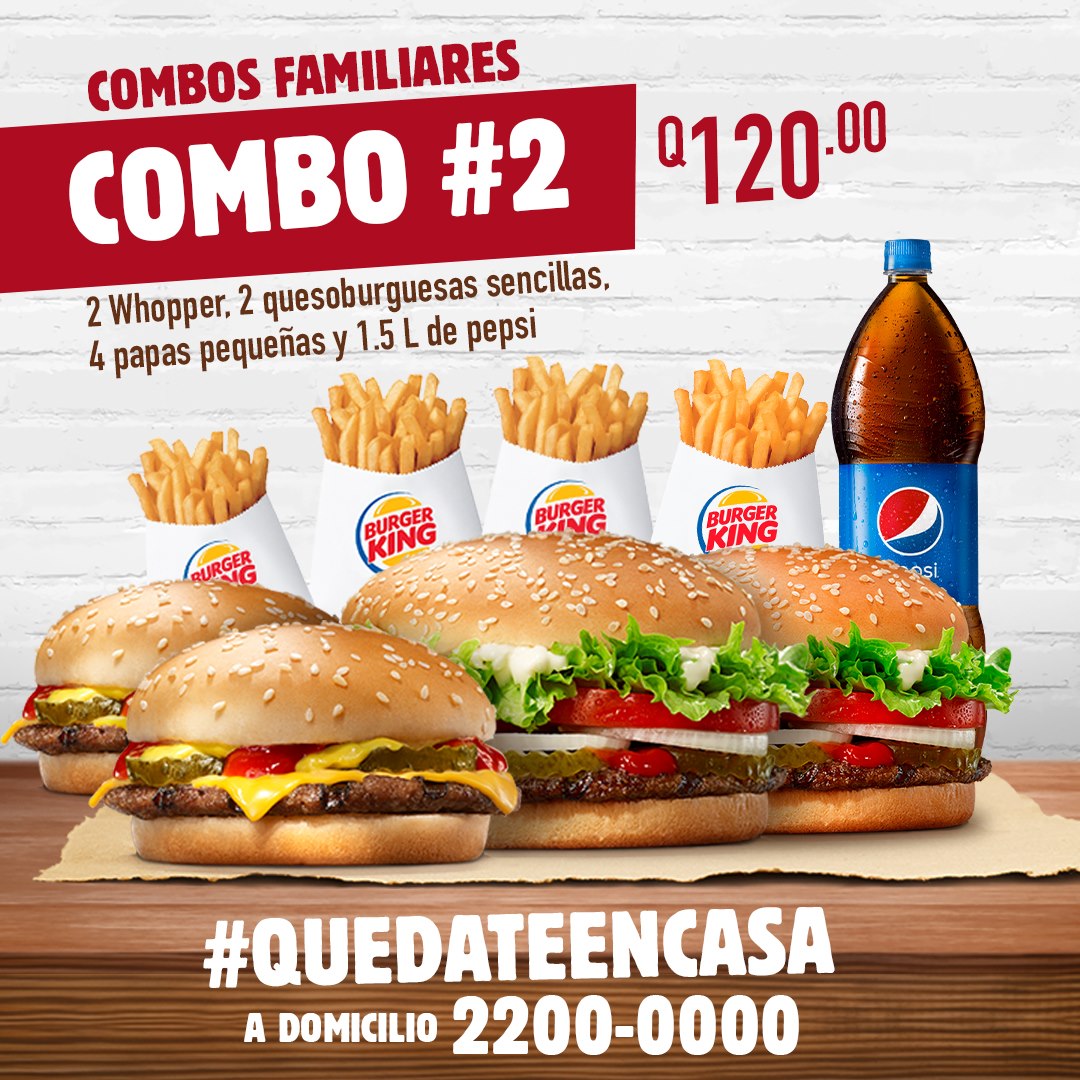 COMBOS FAMILIARES
COMBO #2
Q120.00
2 Whopper, 2 quesoburguesas sencillas,
4 papas pequeñas y 1.5 L de pepsi
BURGER
KING
BURGER
KING
BURGER
KING
BURGER
KING
pepsi
#QUEDATEENCASA
A DOMICILIO 2200-0000